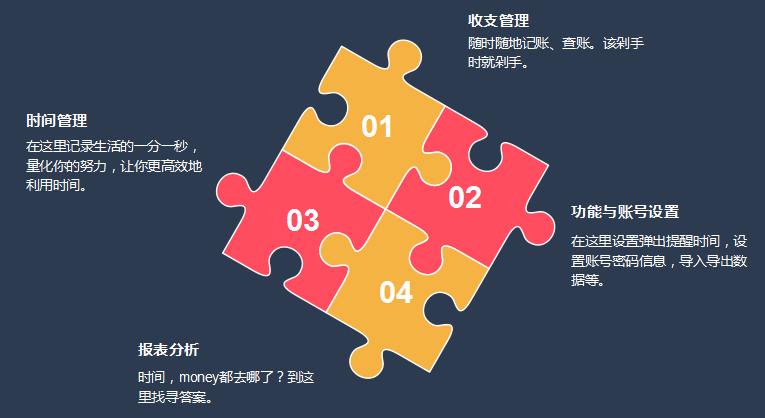 收支管理
随时随地记账、查账。该剁手
时就剁手。
01
时间管理
在这里记录生活的一分一秒，
量化你的努力，让你更高效地
利用时间。
02
功能与账号设置
在这里设置弹出提醒时间，设
置账号密码信息，导入导出数
据等。
03
04
报表分析
时间，money都去哪了？到这
里找寻答案。